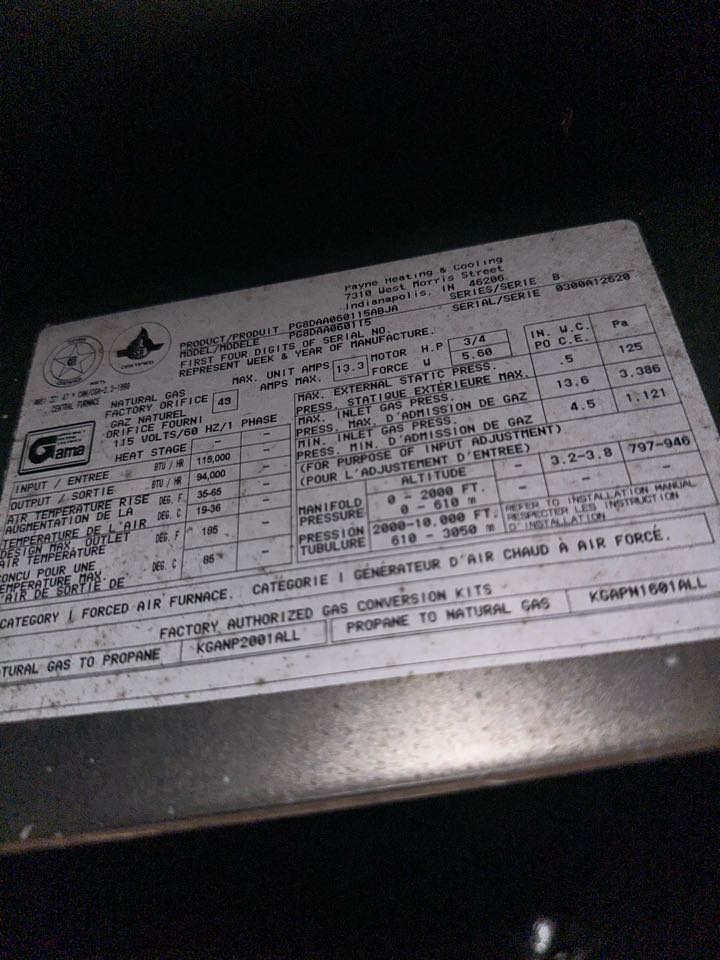 Payne Heating & Cooling
7310 West Morris Street
Indianapolis, IN 46206
PRODUCT/PRODUIT PG8DAA060115ABJA SERIES/SERIE B
MODEL/MODELE PG8DAA060115 SERIAL/SERIE 0300A12620
FIRST FOUR DIGITS OF SERIAL NO.
REPRESENT WEEK & YEAR OF MANUFACTURE.
CERTIFIED
CENTRAL FURNACE
Gama
NATURAL GAS
FACTORY ORIFICE 43
GAZ NATUREL
ORIFICE FOURNI
115 VOLTS/60 HZ/1 PHASE
MAX. UNIT AMPS
AMPS MAX. 13.3
MOTOR H.P 3/4
FORCE W 5.60
IN. W.C. Pa
PO C.E.
MAX. EXTERNAL STATIC PRESS. .5 125
PRESS. STATIQUE EXTÉRIEURE MAX.
MAX. INLET GAS PRESS. 13.6 3,386
PRESS. MAX. D'ADMISSION DE GAZ
MIN. INLET GAS PRESS. 4.5 1,121
PRESS. MIN. D'ADMISSION DE GAZ
(FOR PURPOSE OF INPUT ADJUSTMENT)
(POUR L'AJUSTEMENT D'ENTREE)
HEAT STAGE - -
INPUT / ENTREE BTU / HR 115,000 -
OUTPUT / SORTIE BTU / HR 94,000 -
AIR TEMPERATURE RISE DEG. F 35-65 -
AUGMENTATION DE LA DEG. C 19-36 -
TEMPERATURE DE L'AIR
DESIGN MAX. OUTLET DEG. F 185 -
AIR TEMPERATURE
CONCU POUR UNE DEG. C 85 -
TEMPERATURE MAX.
AIR DE SORTIE DE
MANIFOLD
PRESSURE
PRESSION
TUBULURE
ALTITUDE
0 - 2000 FT. - 3.2-3.8 797-946
0 - 610 m
2000-10,000 FT.
610 - 3050 m
REFER TO INSTALLATION MANUAL
RESPECTER LES INSTRUCTION
D'INSTALLATION
CATEGORY I FORCED AIR FURNACE. CATÉGORIE I GÉNÉRATEUR D'AIR CHAUD À AIR FORCÉ.
FACTORY AUTHORIZED GAS CONVERSION KITS
TURAL GAS TO PROPANE KGANP2001ALL PROPANE TO NATURAL GAS KGAPN1601ALL